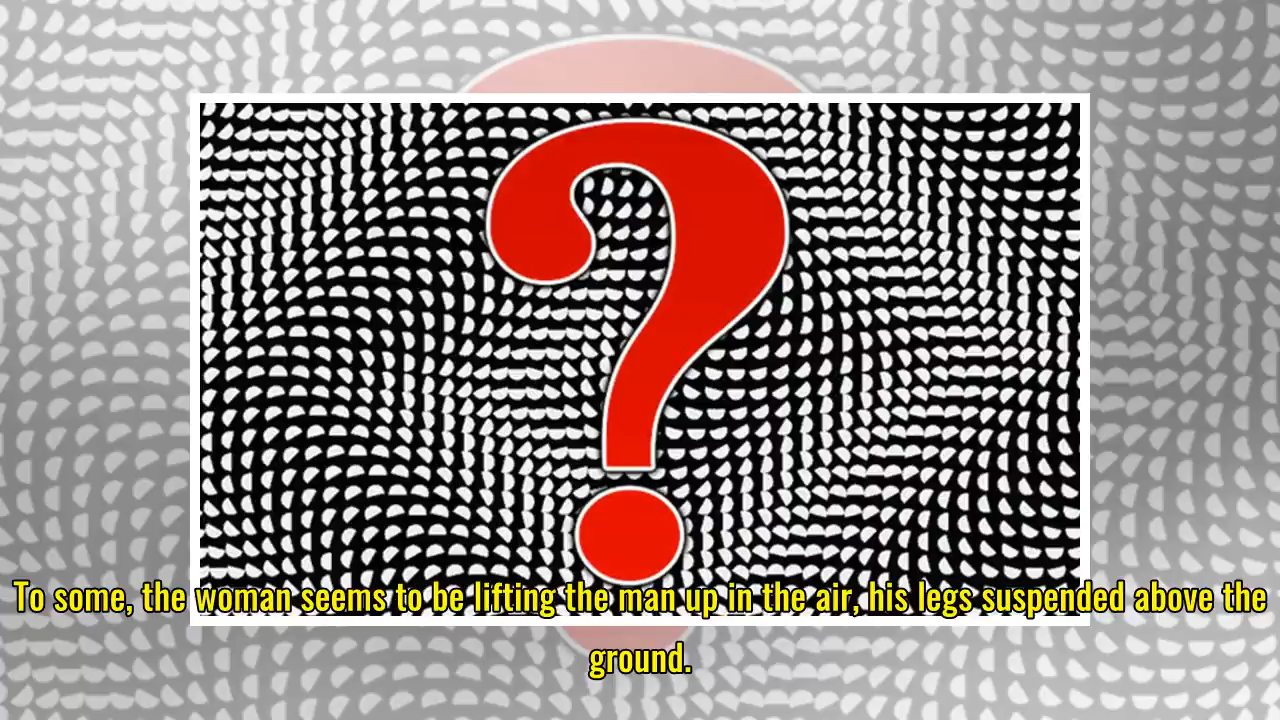 ?
To some, the woman seems to be lifting the man up in the air, his legs suspended above the
ground.